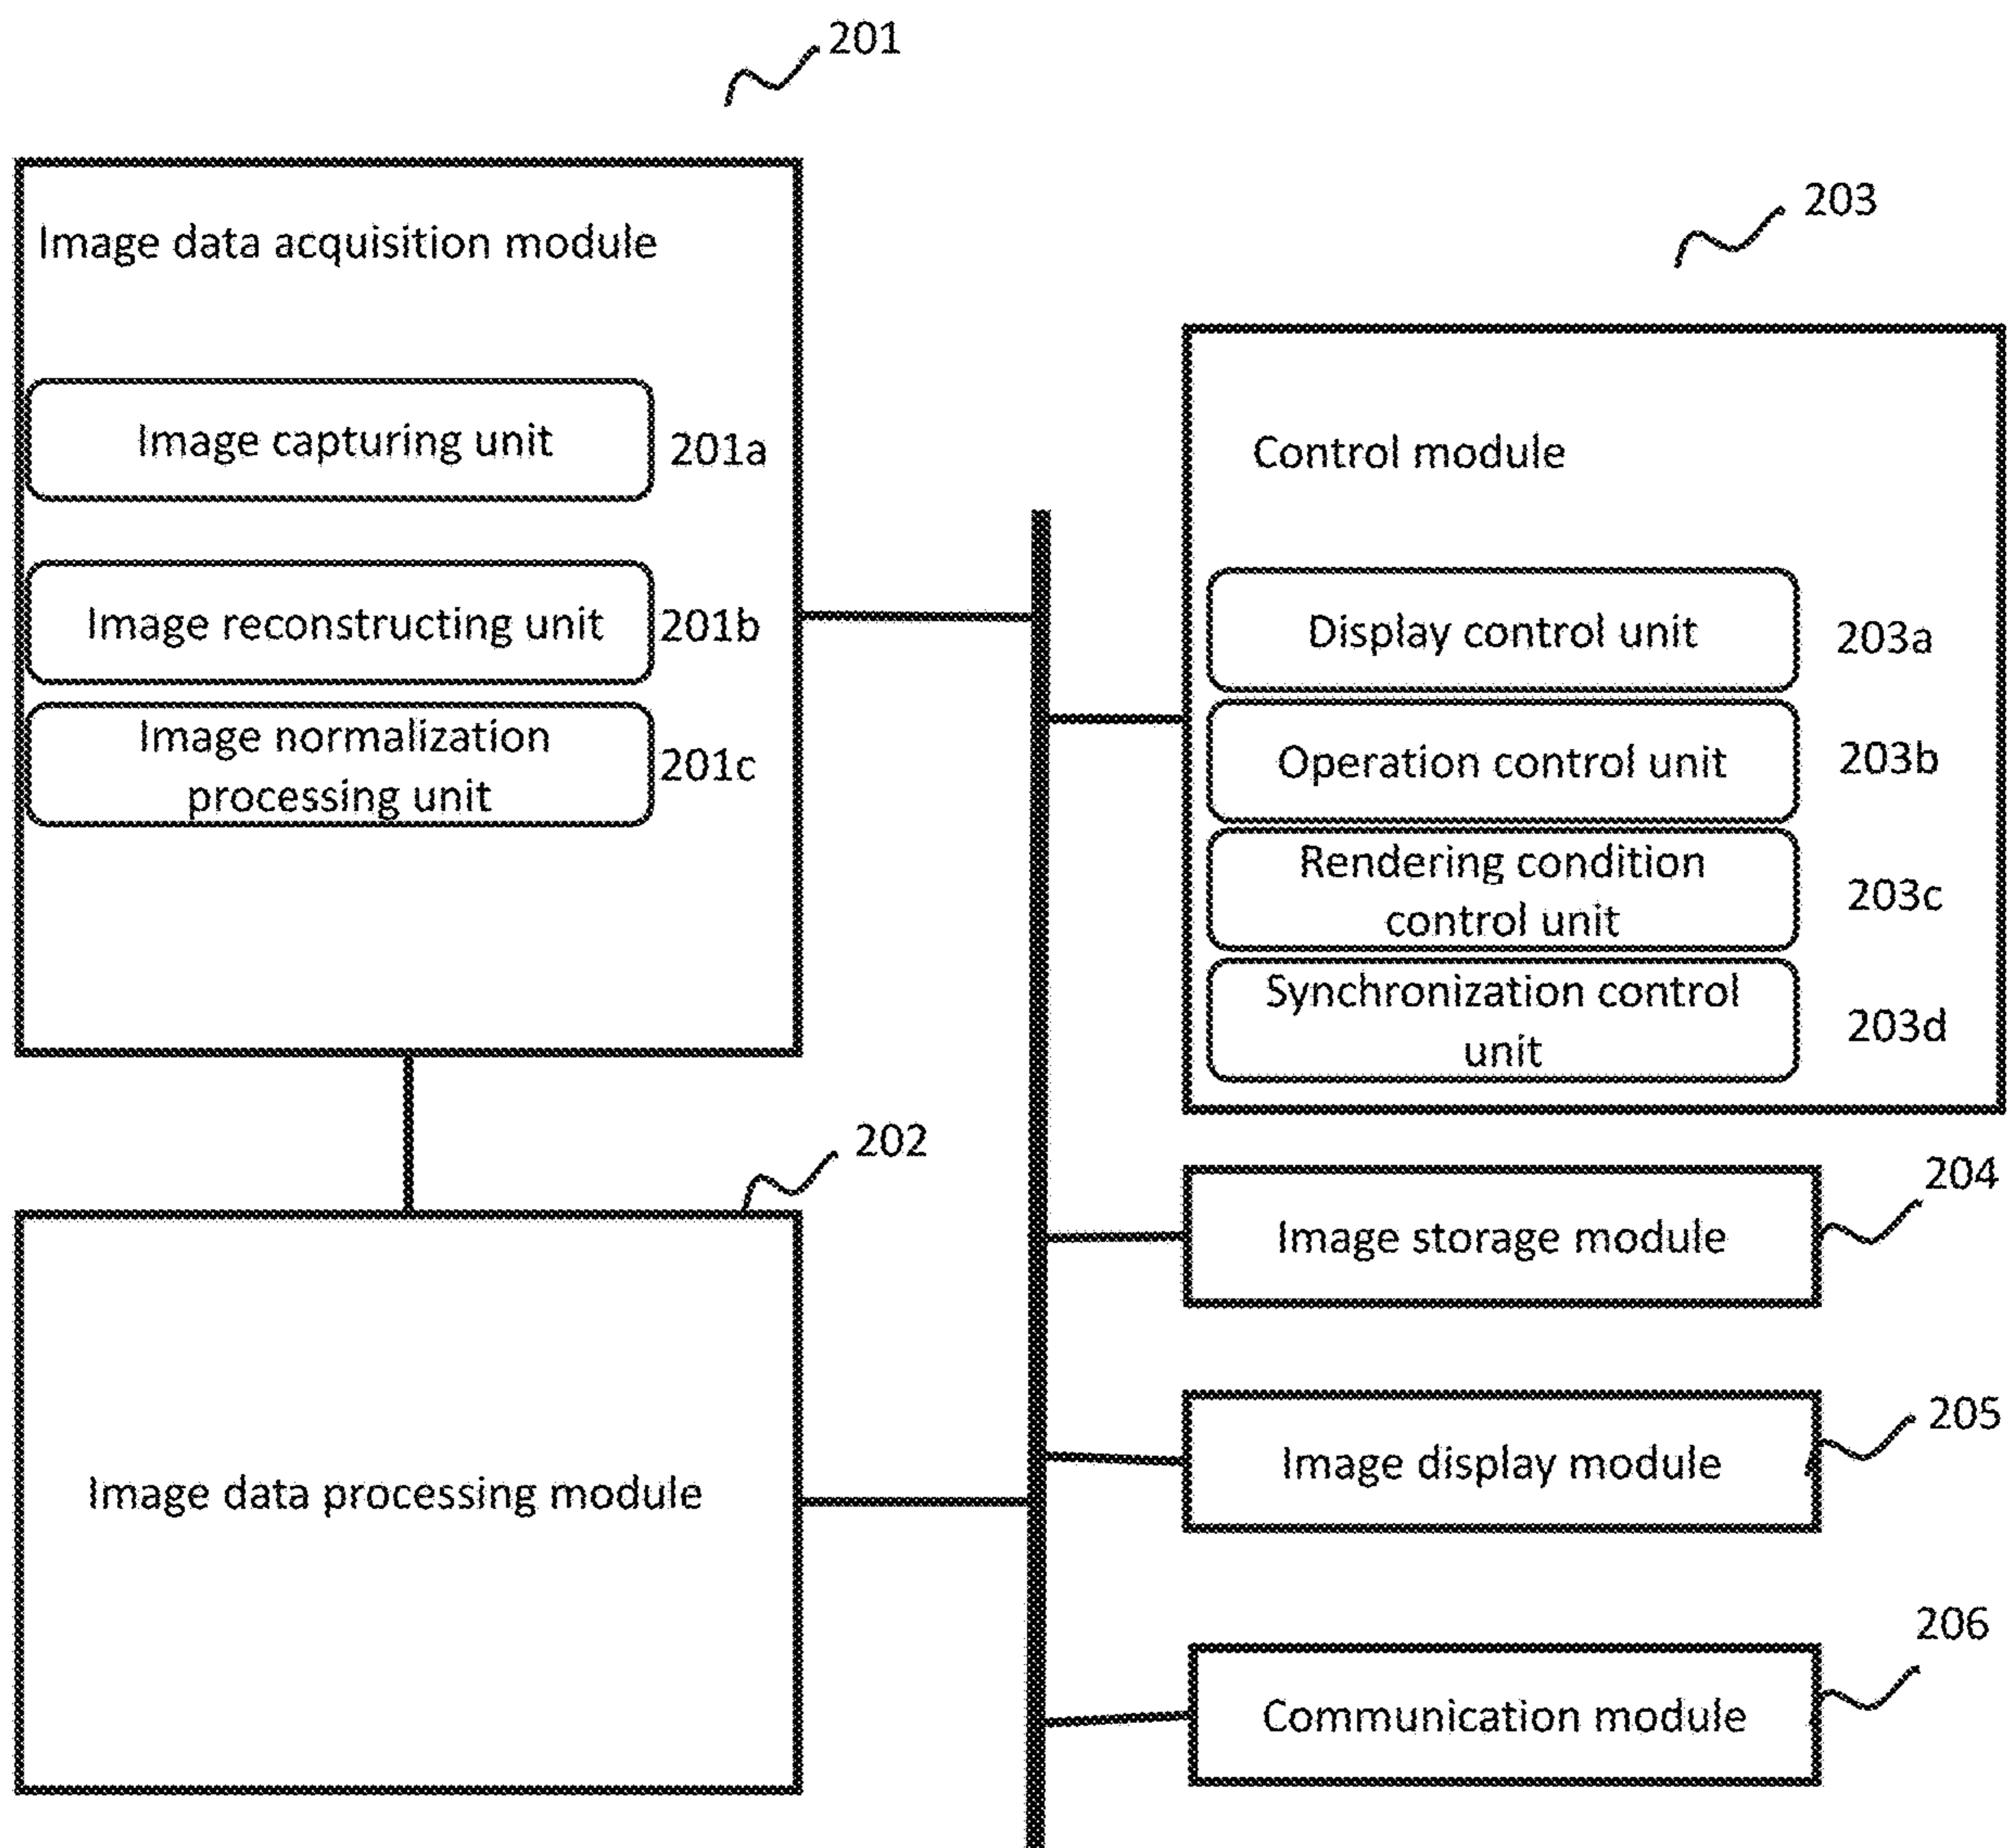 201
Image data acquisition module
Image capturing unit
201a
Image reconstructing unit
201b
Image normalization
processing unit
201c
202
Image data processing module
203
Control module
Display control unit
203a
Operation control unit
203b
Rendering condition
control unit
203c
Synchronization control
unit
203d
204
Image storage module
205
Image display module
206
Communication module